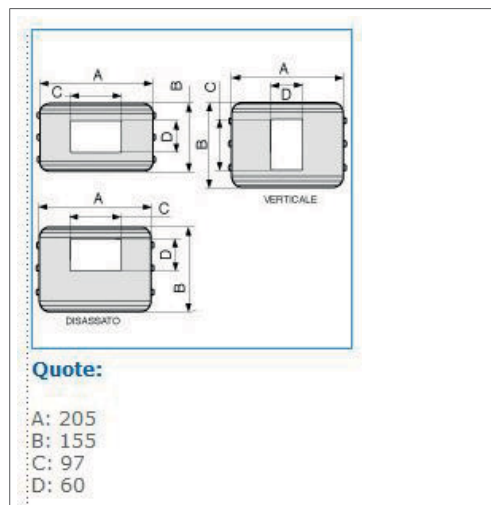 A
C
B
D
A
C
D
B
VERTICALE
A
C
D
B
DISASSATO
Quote:
A: 205
B: 155
C: 97
D: 60